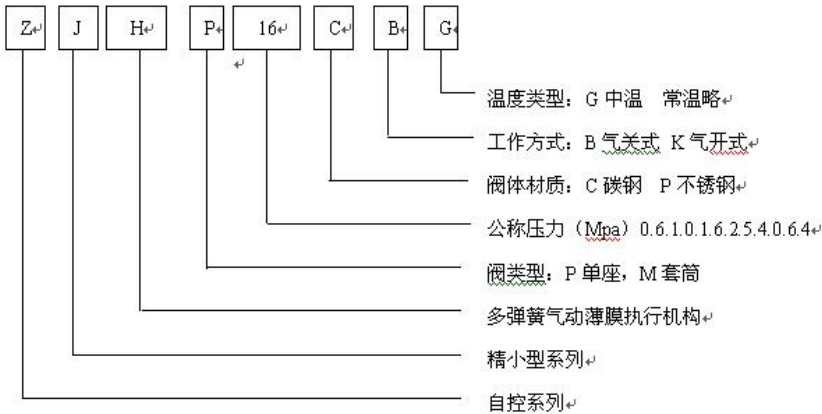 Z J H P 16 C B G
温度类型：G 中温 常温略
工作方式：B 气关式 K 气开式
阀体材质：C 碳钢 P 不锈钢
公称压力（Mpa）0.6.1.0.1.6.2.5.4.0.6.4
阀类型：P 单座，M 套筒
多弹簧气动薄膜执行机构
精小型系列
自控系列